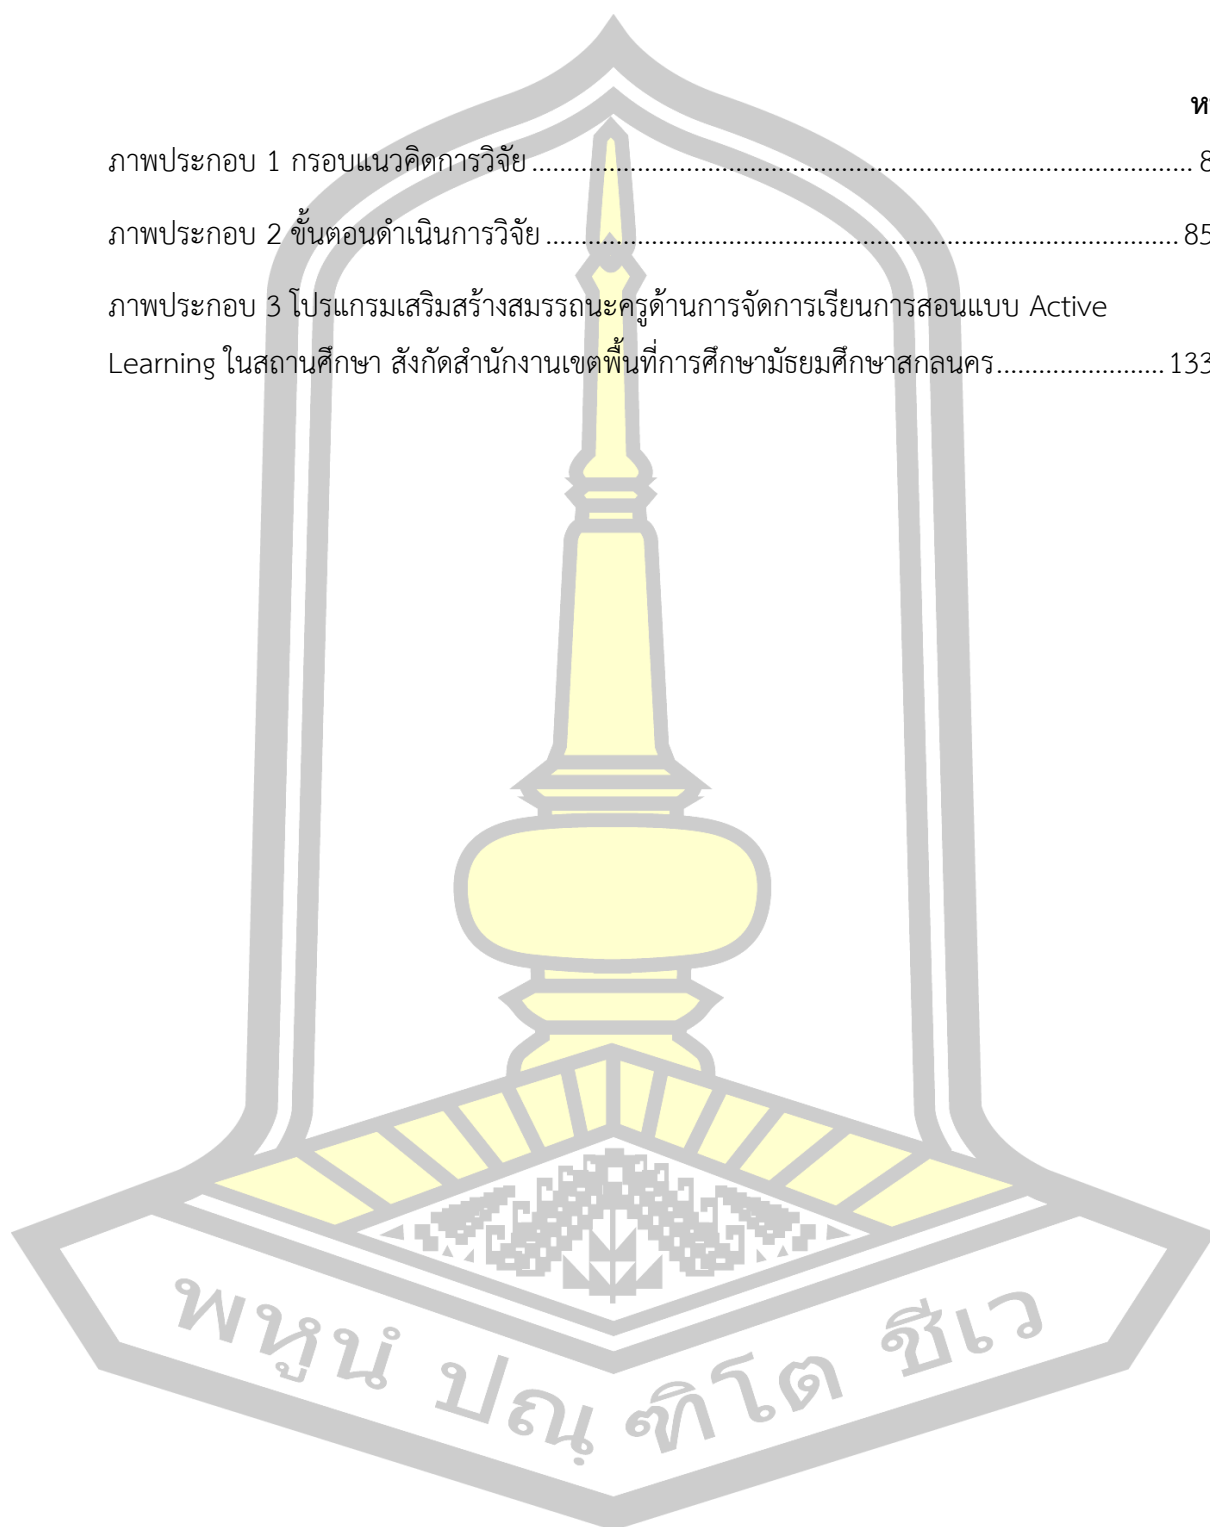 ภาพประกอบ 1 กรอบแนวคิดการวิจัย .............................................................................................. 8
ภาพประกอบ 2 ขั้นตอนดำเนินการวิจัย .......................................................................................... 85
ภาพประกอบ 3 โปรแกรมเสริมสร้างสมรรถนะครูด้านการจัดการเรียนการสอนแบบ Active
Learning ในสถานศึกษา สังกัดสำนักงานเขตพื้นที่การศึกษามัธยมศึกษาสกลนคร........................ 133
พหูนํ ปณฺฑิโต ชีเว